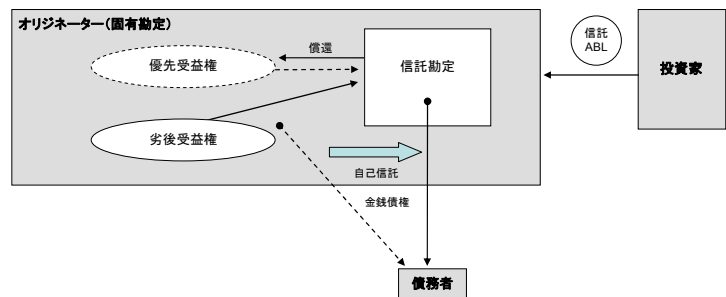 オリジネーター（固有勘定）
優先受益権
償還
信託勘定
信託
ABL
投資家
劣後受益権
自己信託
金銭債権
債務者